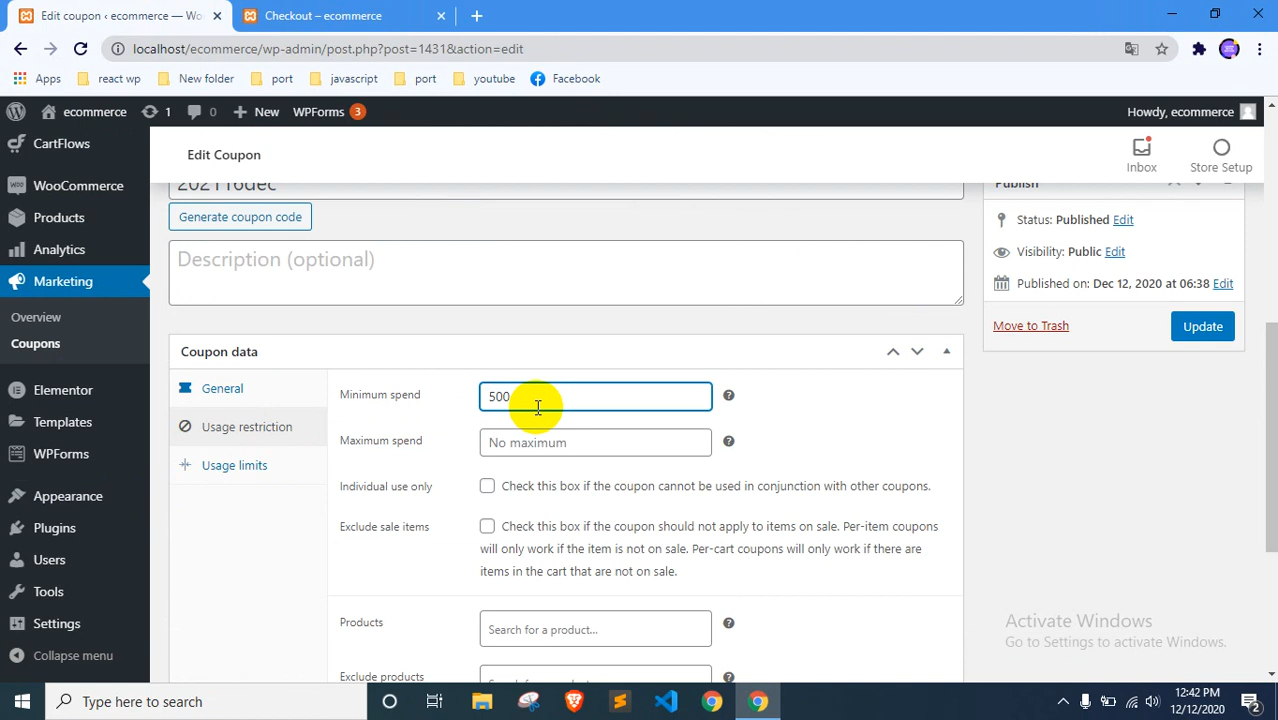 Edit coupon ‹ ecommerce — Wo
Checkout – ecommerce
localhost/ecommerce/wp-admin/post.php?post=1431&action=edit
Apps
react wp
New folder
port
javascript
port
youtube
Facebook
ecommerce
1
0
New
WPForms 3
Howdy, ecommerce
CartFlows
WooCommerce
Products
Analytics
Marketing
Overview
Coupons
Elementor
Templates
WPForms
Appearance
Plugins
Users
Tools
Settings
Collapse menu
Edit Coupon
Inbox
Store Setup
202116dec
Generate coupon code
Description (optional)
Coupon data
General
Usage restriction
Usage limits
Minimum spend
500
Maximum spend
No maximum
Individual use only
Check this box if the coupon cannot be used in conjunction with other coupons.
Exclude sale items
Check this box if the coupon should not apply to items on sale. Per-item coupons
will only work if the item is not on sale. Per-cart coupons will only work if there are
items in the cart that are not on sale.
Products
Search for a product...
Exclude products
Publish
Status: Published Edit
Visibility: Public Edit
Published on: Dec 12, 2020 at 06:38 Edit
Move to Trash
Update
Activate Windows
Go to Settings to activate Windows.
Type here to search
12:42 PM
12/12/2020
2